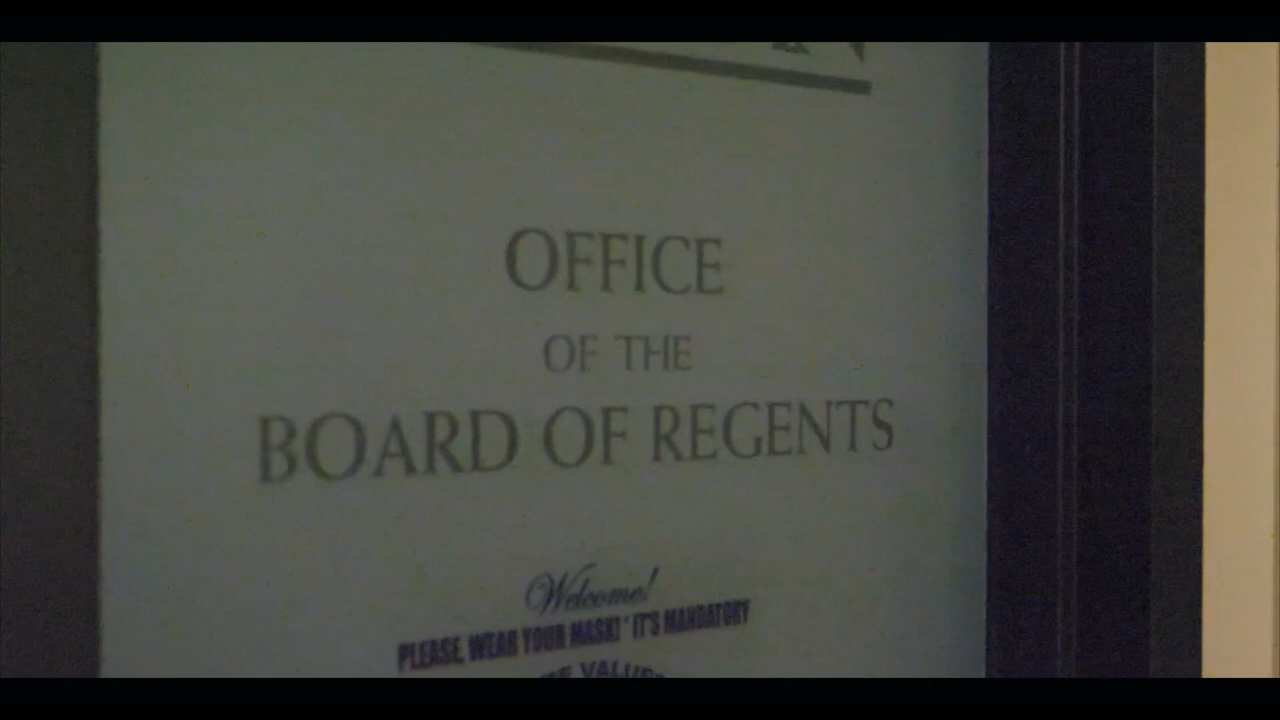 OFFICE
OF THE
BOARD OF REGENTS
Welcome!
PLEASE, WEAR YOUR MASK! * IT'S MANDATORY